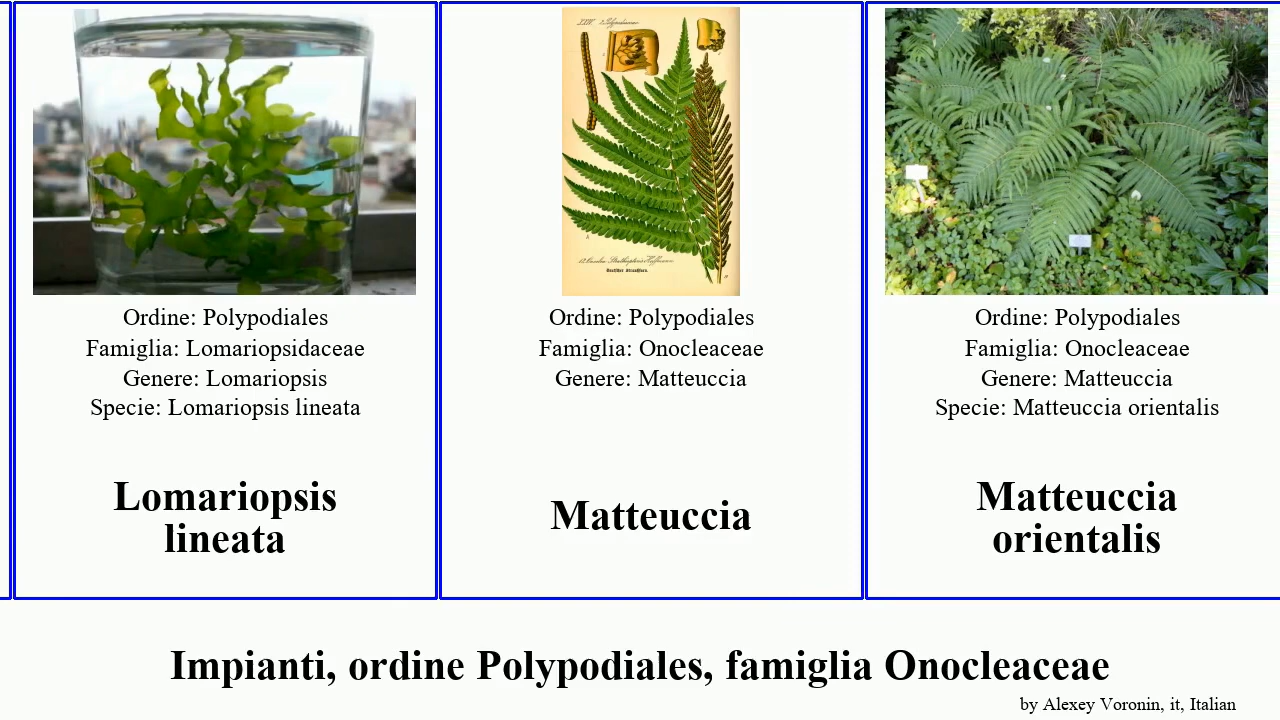 Ordine: Polypodiales
Famiglia: Lomariopsidaceae
Genere: Lomariopsis
Specie: Lomariopsis lineata
Lomariopsis
lineata
Ordine: Polypodiales
Famiglia: Onocleaceae
Genere: Matteuccia
Matteuccia
Ordine: Polypodiales
Famiglia: Onocleaceae
Genere: Matteuccia
Specie: Matteuccia orientalis
Matteuccia
orientalis
Impianti, ordine Polypodiales, famiglia Onocleaceae
by Alexey Voronin, it, Italian